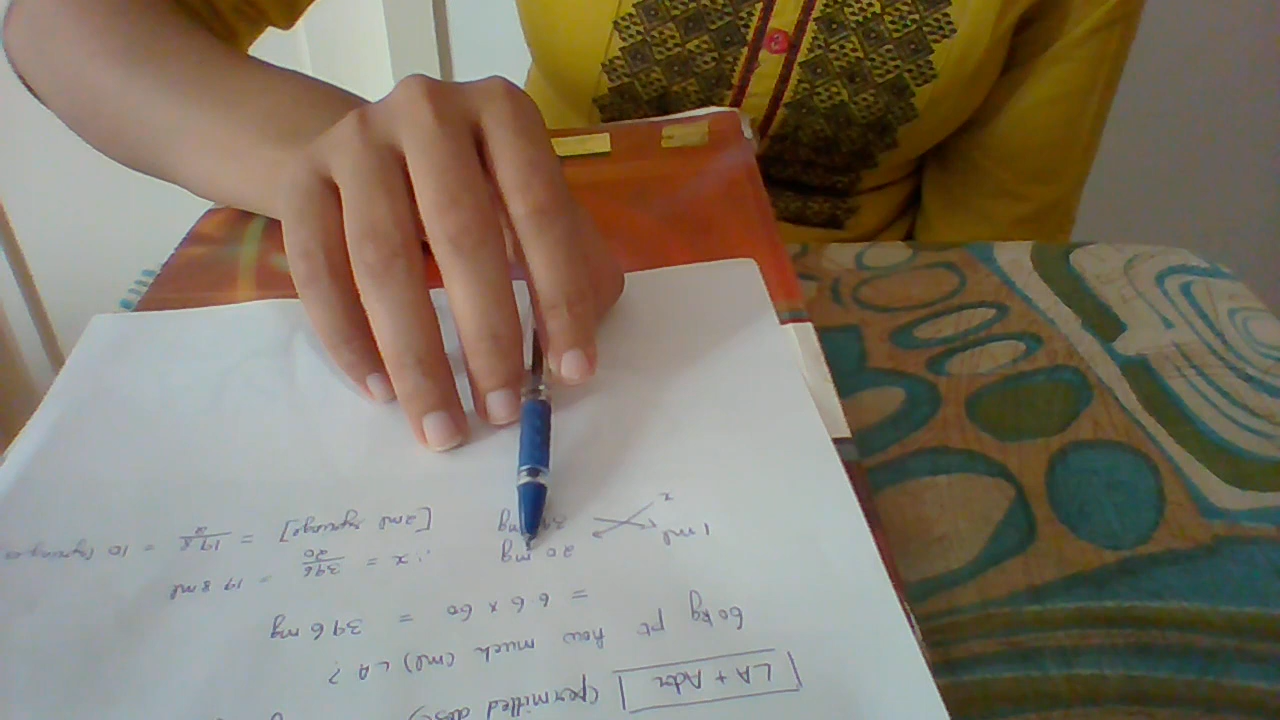 LA + Adr (permitted dose)
60 kg pt how much (ml) LA ?
= 6.6 x 60 = 396 mg
1 ml 20 mg ∴ x = 396/20 = 19.8 ml
x mg [2ml syringe] = 19.8/2 = 10 syringes